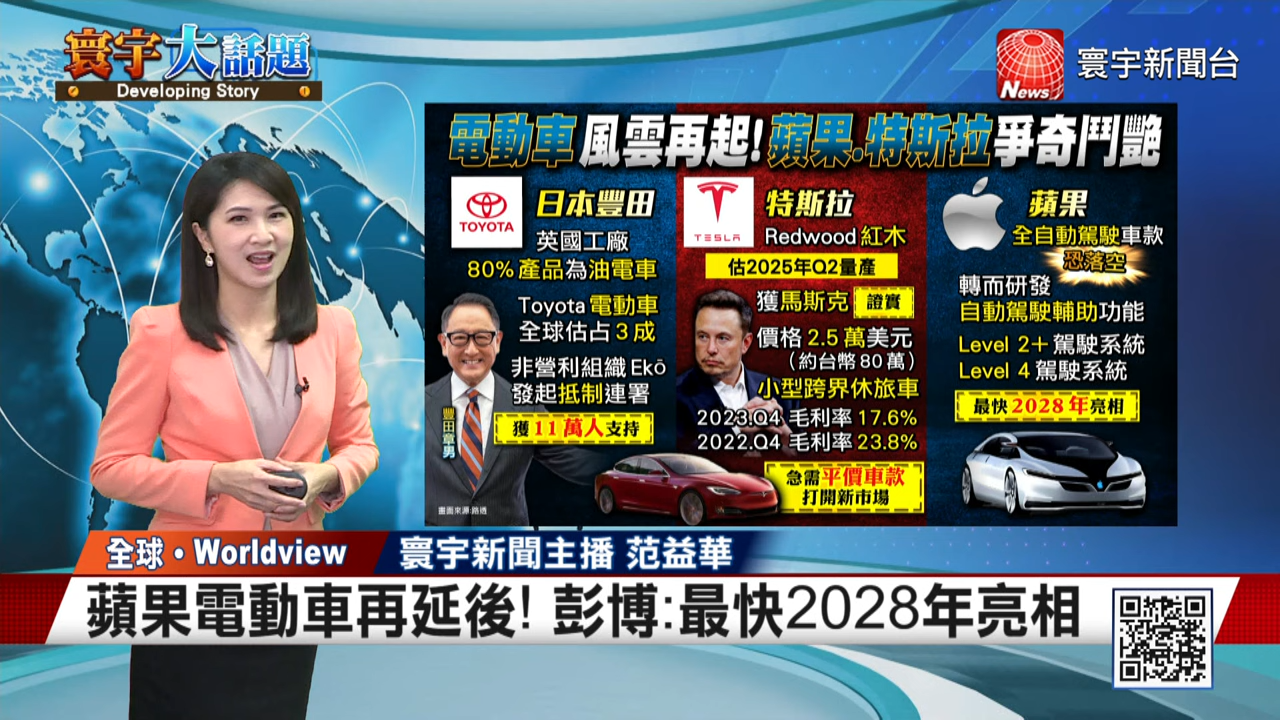 寰宇大話題
Developing Story
News
寰宇新聞台
電動車風雲再起!蘋果.特斯拉爭奇鬥艷
TOYOTA
日本豐田
英國工廠
80%產品為油電車
Toyota電動車
全球估占3成
非營利組織Ekō
發起抵制連署
獲11萬人支持
豐田章男
畫面來源:路透
TESLA
特斯拉
Redwood紅木
估2025年Q2量產
獲馬斯克 證實
價格2.5萬美元
(約台幣80萬)
小型跨界休旅車
2023.Q4 毛利率17.6%
2022.Q4 毛利率23.8%
急需平價車款
打開新市場
蘋果
全自動駕駛車款
恐落空
轉而研發
自動駕駛輔助功能
Level 2+駕駛系統
Level 4駕駛系統
最快2028年亮相
全球•Worldview
寰宇新聞主播 范益華
蘋果電動車再延後! 彭博:最快2028年亮相